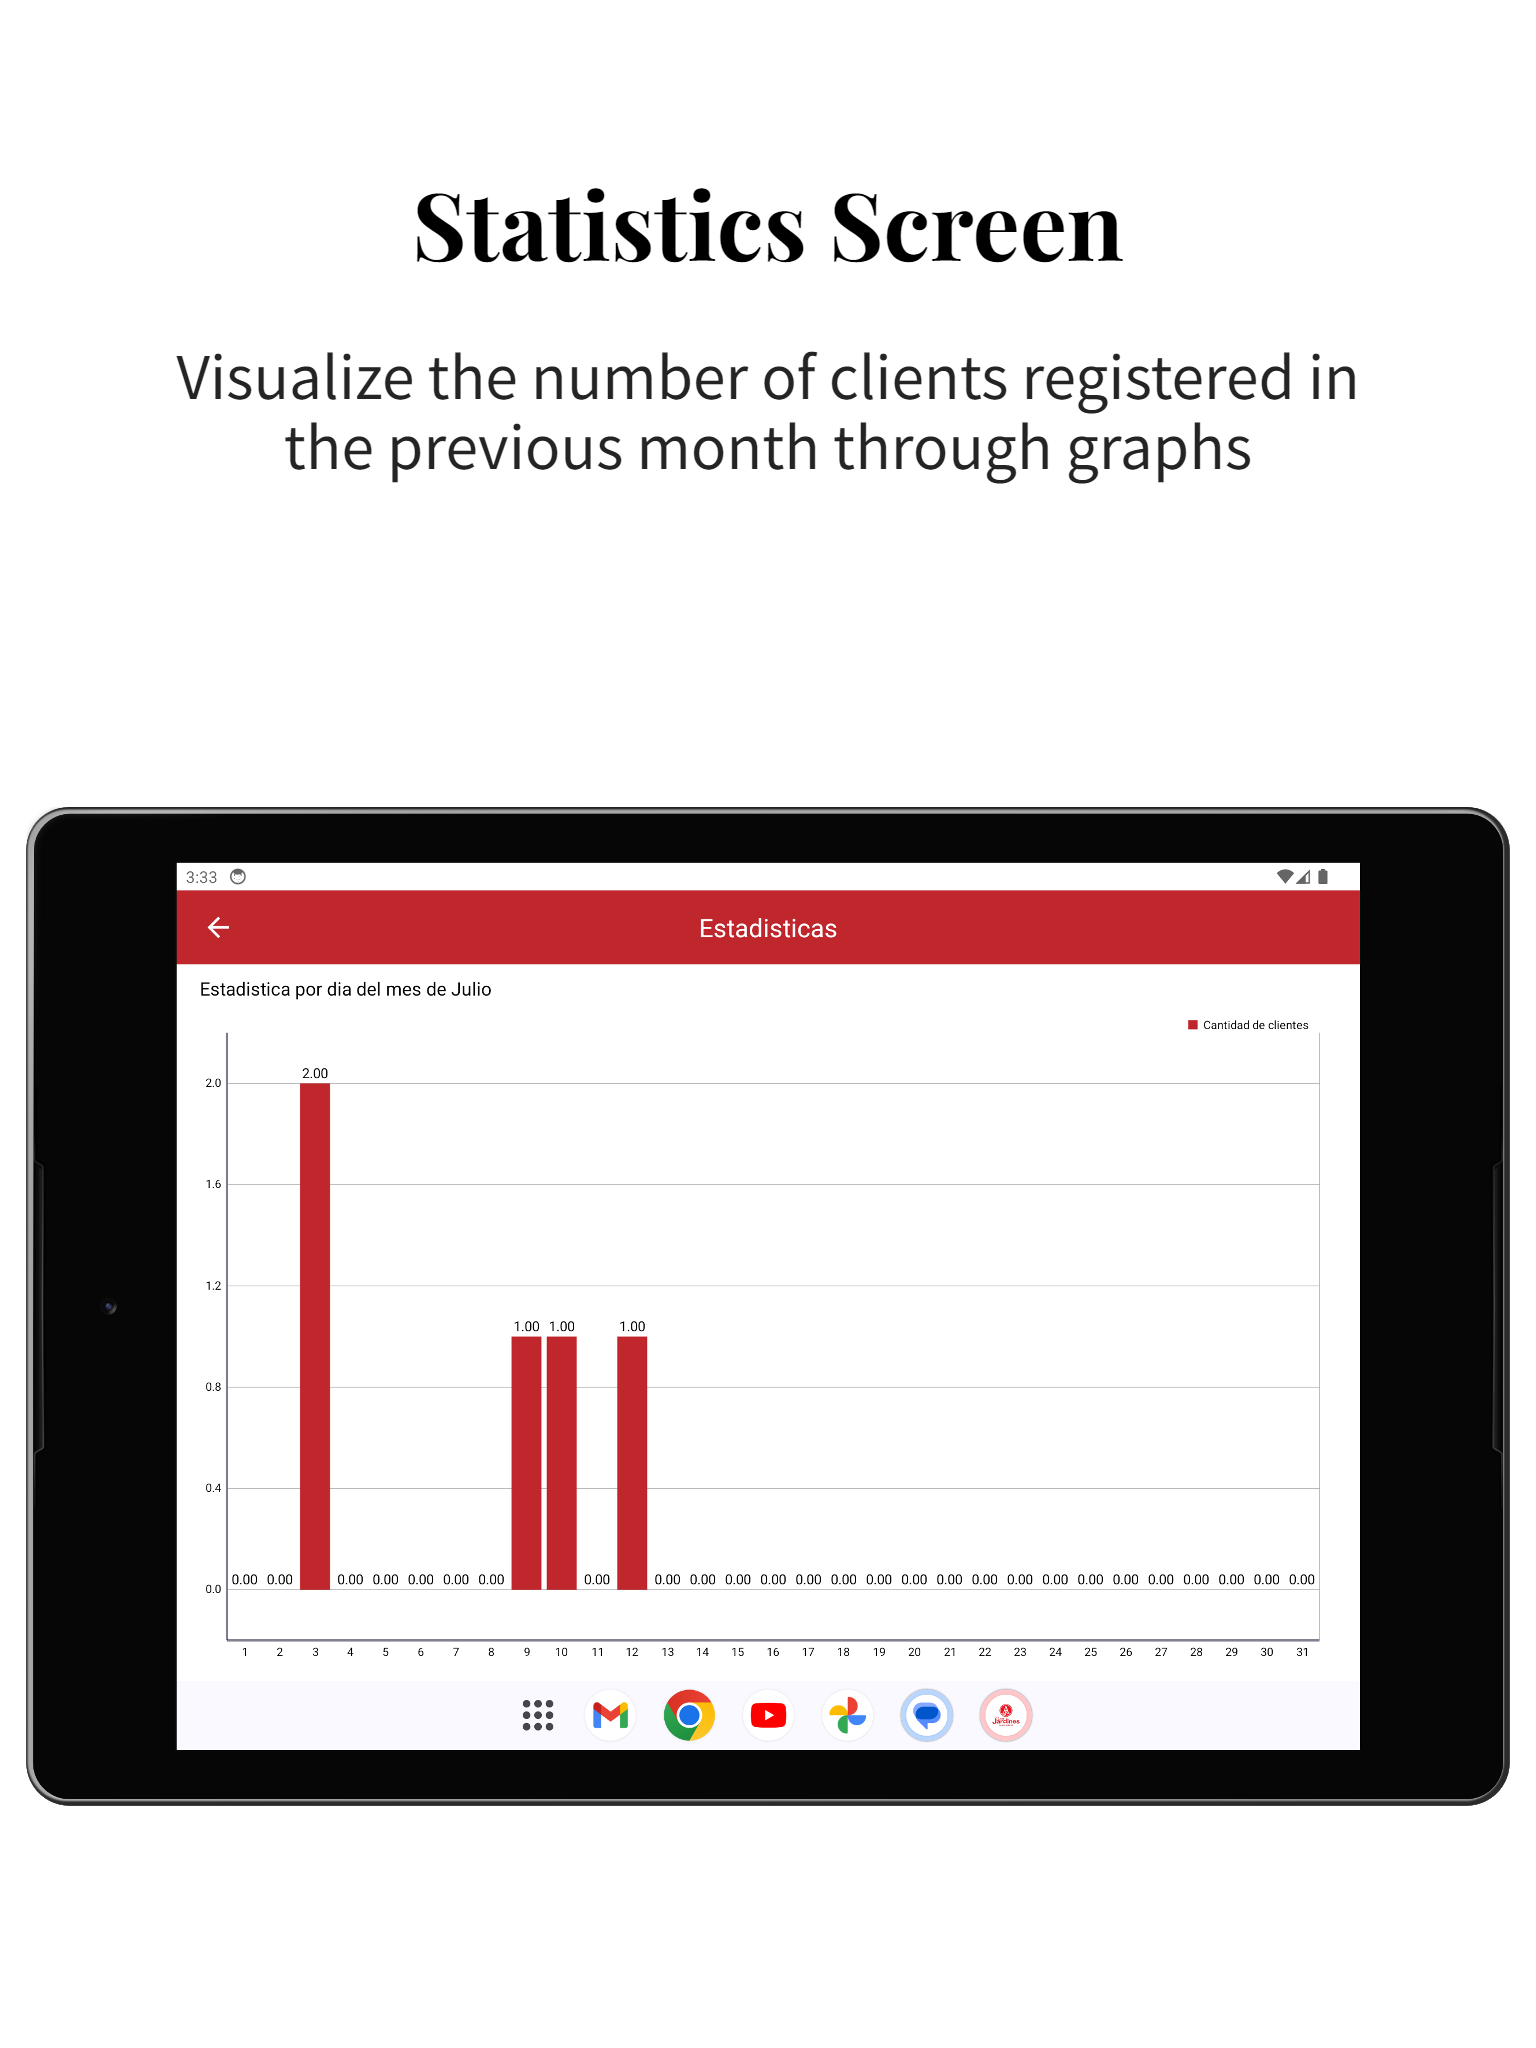 Statistics Screen
Visualize the number of clients registered in
the previous month through graphs
3:33
Estadisticas
Estadistica por dia del mes de Julio
Cantidad de clientes
2.0
1.6
1.2
0.8
0.4
0.0
2.00
1.00 1.00 1.00
0.00 0.00 0.00 0.00 0.00 0.00 0.00 0.00 0.00 0.00 0.00 0.00 0.00 0.00 0.00 0.00 0.00 0.00 0.00 0.00 0.00 0.00 0.00 0.00 0.00 0.00 0.00
1 2 3 4 5 6 7 8 9 10 11 12 13 14 15 16 17 18 19 20 21 22 23 24 25 26 27 28 29 30 31
Jardines